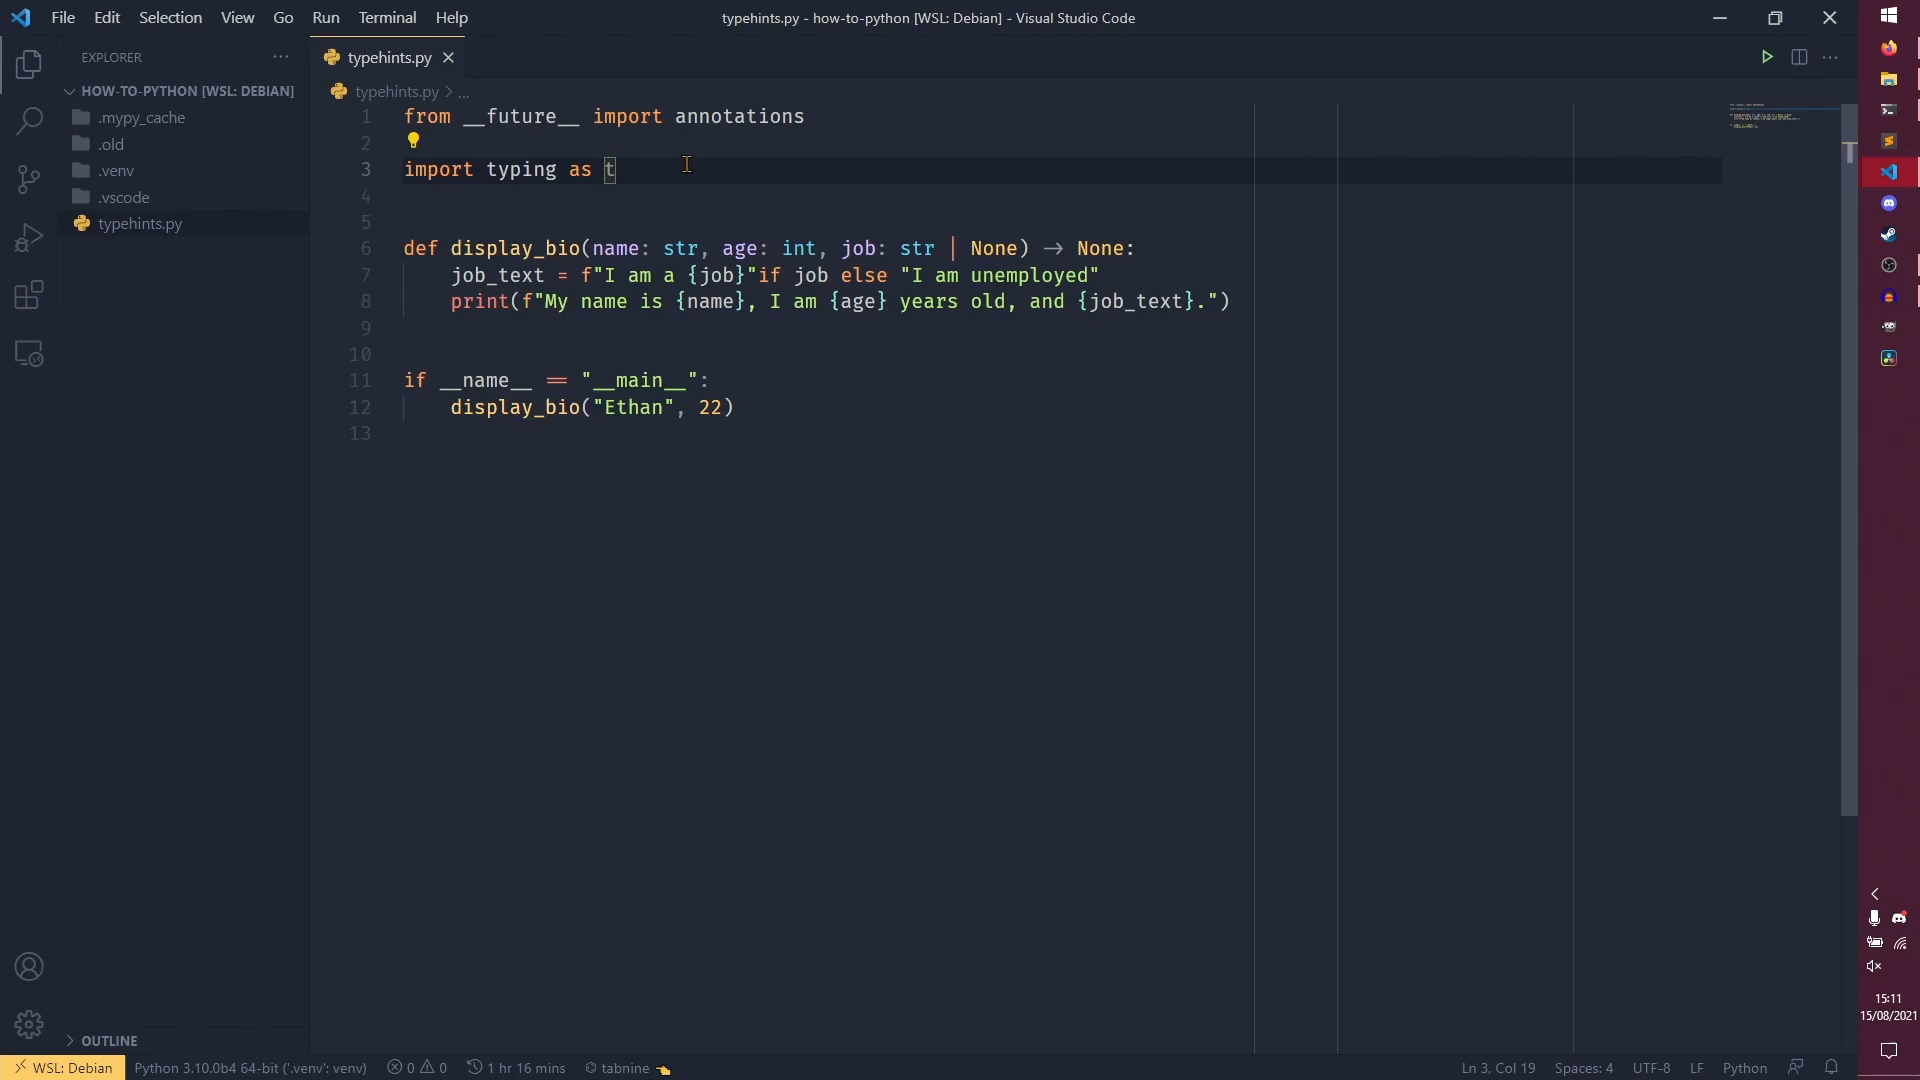 File Edit Selection View Go Run Terminal Help
typehints.py - how-to-python [WSL: Debian] - Visual Studio Code
EXPLORER
typehints.py
HOW-TO-PYTHON [WSL: DEBIAN]
.mypy_cache
.old
.venv
.vscode
typehints.py
typehints.py > ...
1 from __future__ import annotations
2
3 import typing as t
4
5
6 def display_bio(name: str, age: int, job: str | None) -> None:
7 job_text = f"I am a {job}"if job else "I am unemployed"
8 print(f"My name is {name}, I am {age} years old, and {job_text}.")
9
10
11 if __name__ == "__main__":
12 display_bio("Ethan", 22)
13
OUTLINE
WSL: Debian Python 3.10.0b4 64-bit ('.venv': venv) 0 0 1 hr 16 mins tabnine Ln 3, Col 19 Spaces: 4 UTF-8 LF Python
15:11
15/08/2021